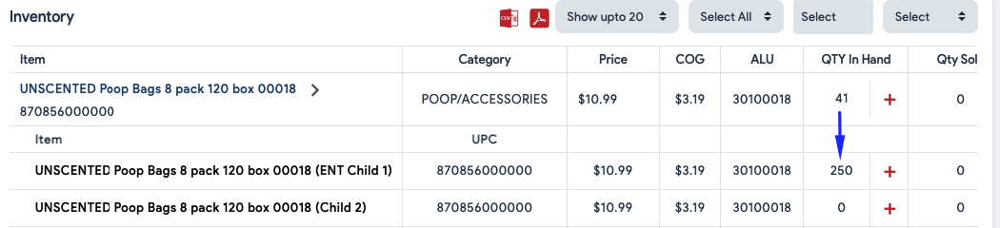 Inventory
CSV
Show upto 20
Select All
Select
Select
Item Category Price COG ALU QTY In Hand Qty Sol
UNSCENTED Poop Bags 8 pack 120 box 00018
870856000000
POOP/ACCESSORIES $10.99 $3.19 30100018 41 + 0
Item UPC
UNSCENTED Poop Bags 8 pack 120 box 00018 (ENT Child 1) 870856000000 $10.99 $3.19 30100018 250 + 0
UNSCENTED Poop Bags 8 pack 120 box 00018 (Child 2) 870856000000 $10.99 $3.19 30100018 0 + 0